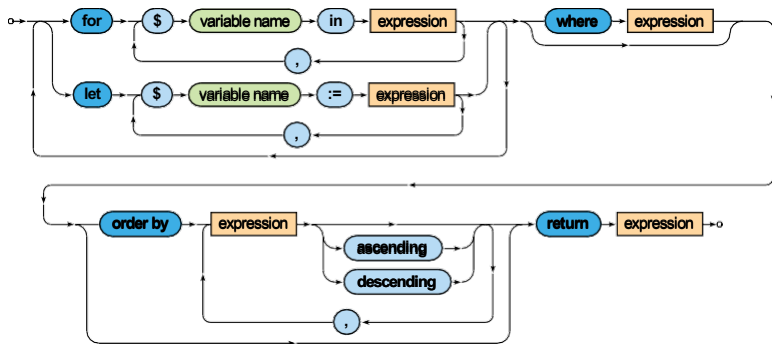 for $ variable name in expression where expression
,
let $ variable name := expression
,
order by expression return expression
ascending
descending
,